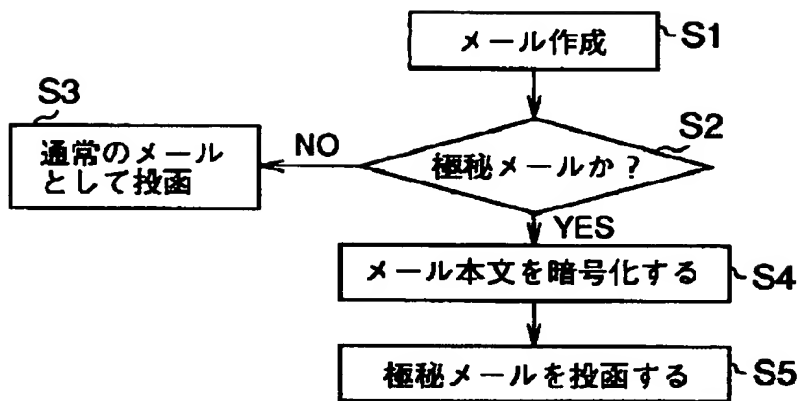 メール作成
S1
S3
S2
通常のメール
として投函
NO
極秘メールか？
YES
メール本文を暗号化する
S4
極秘メールを投函する
S5